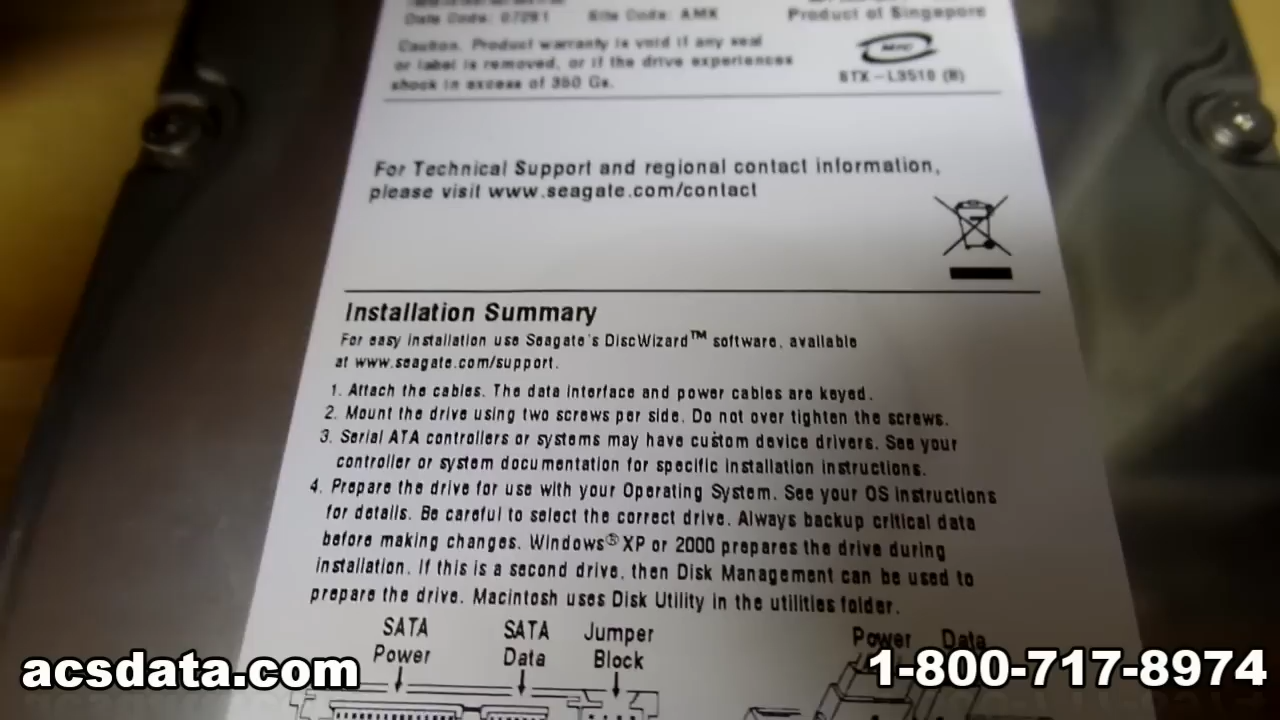 Date Code: 07291 Site Code: AMK Product of Singapore
Caution. Product warranty is void if any seal
or label is removed, or if the drive experiences
shock in excess of 350 Gs.
MIC
STX-L3510 (B)
For Technical Support and regional contact information,
please visit www.seagate.com/contact
Installation Summary
For easy installation use Seagate's DiscWizard™ software, available
at www.seagate.com/support.
1. Attach the cables. The data interface and power cables are keyed.
2. Mount the drive using two screws per side. Do not over tighten the screws.
3. Serial ATA controllers or systems may have custom device drivers. See your
controller or system documentation for specific installation instructions.
4. Prepare the drive for use with your Operating System. See your OS instructions
for details. Be careful to select the correct drive. Always backup critical data
before making changes. Windows® XP or 2000 prepares the drive during
installation. If this is a second drive, then Disk Management can be used to
prepare the drive. Macintosh uses Disk Utility in the utilities folder.
SATA Power SATA Data Jumper Block Power Data
acsdata.com 1-800-717-8974